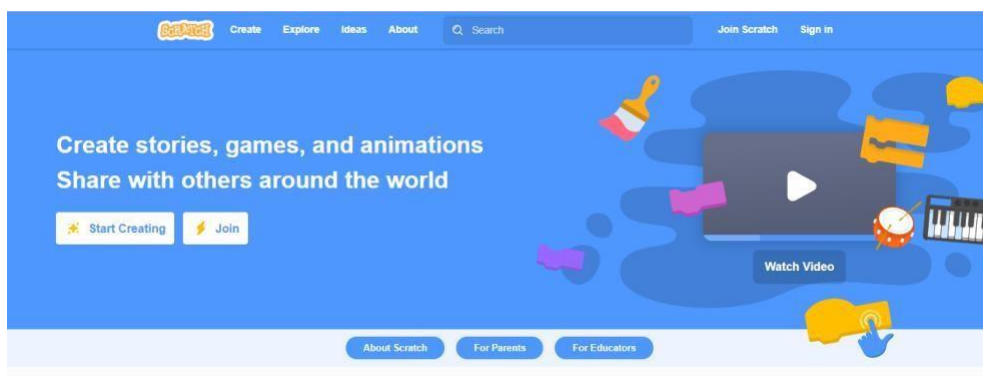 SCRATCH Create Explore Ideas About Search Join Scratch Sign in
Create stories, games, and animations
Share with others around the world
Start Creating Join
Watch Video
About Scratch For Parents For Educators